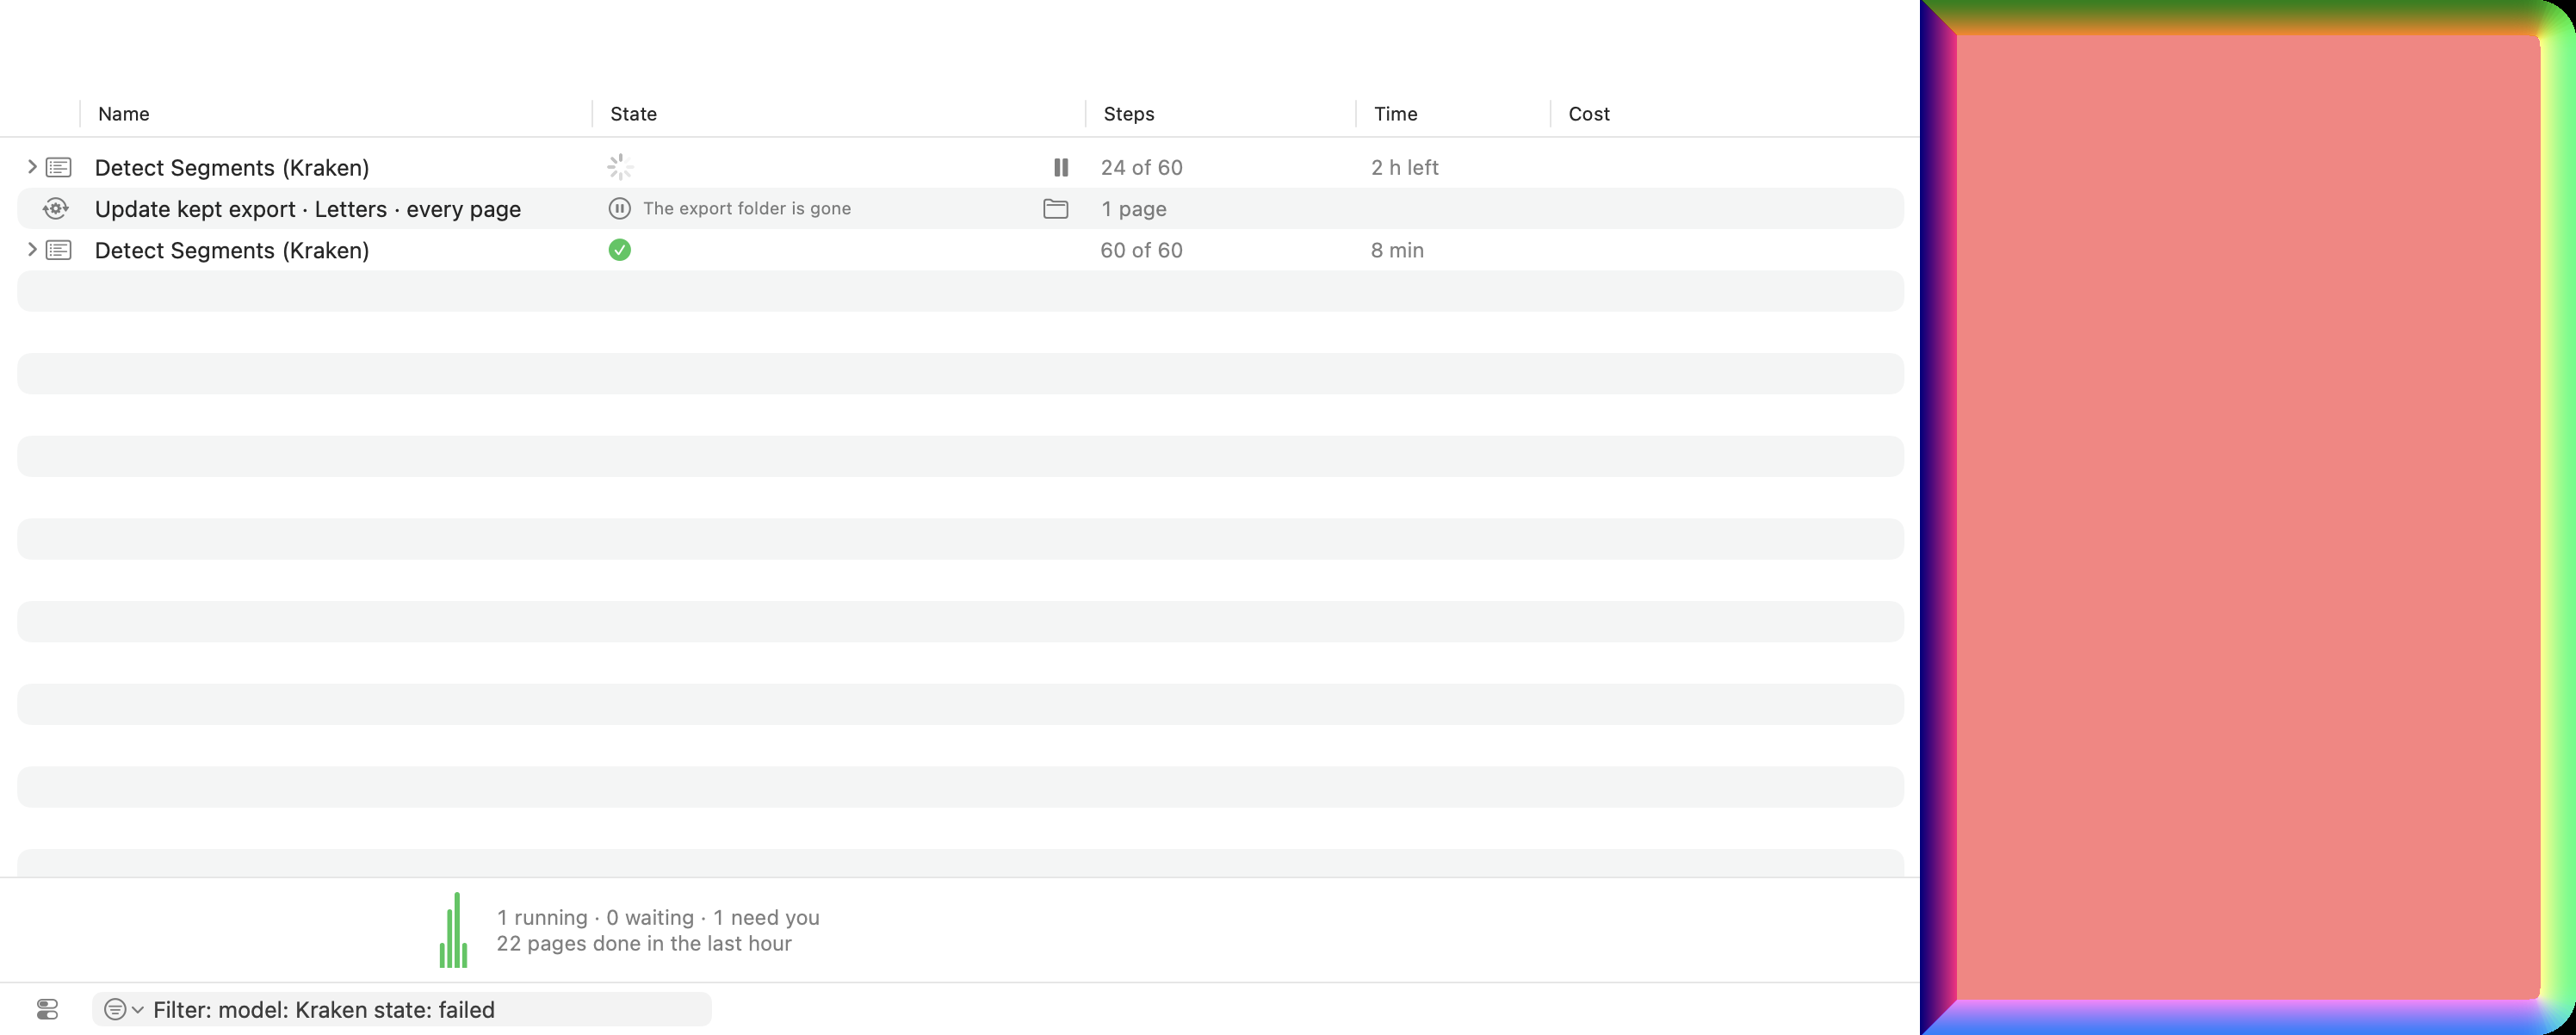 Name State Steps Time Cost
Detect Segments (Kraken) 24 of 60 2 h left
Update kept export · Letters · every page The export folder is gone 1 page
Detect Segments (Kraken) 60 of 60 8 min
1 running · 0 waiting · 1 need you
22 pages done in the last hour
Filter: model: Kraken state: failed